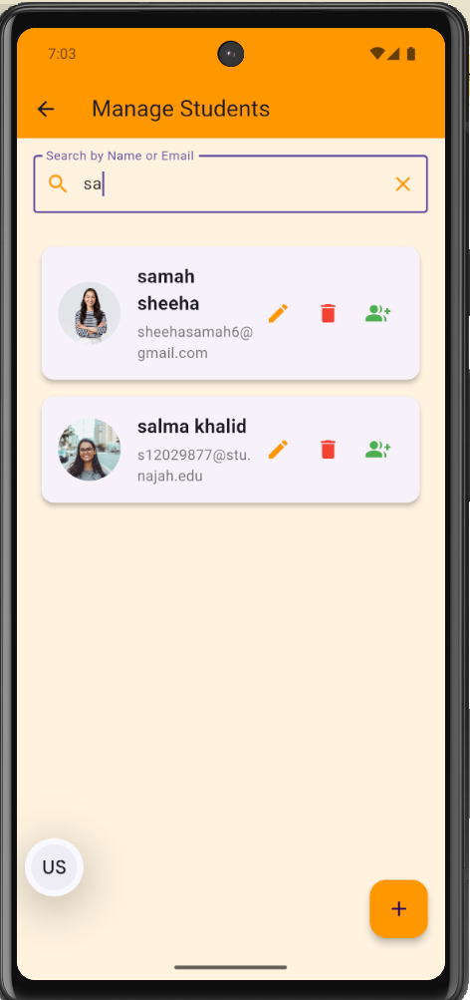 7:03
Manage Students
Search by Name or Email
sa
samah
sheeha
sheehasamah6@
gmail.com
salma khalid
s12029877@stu.
najah.edu
US